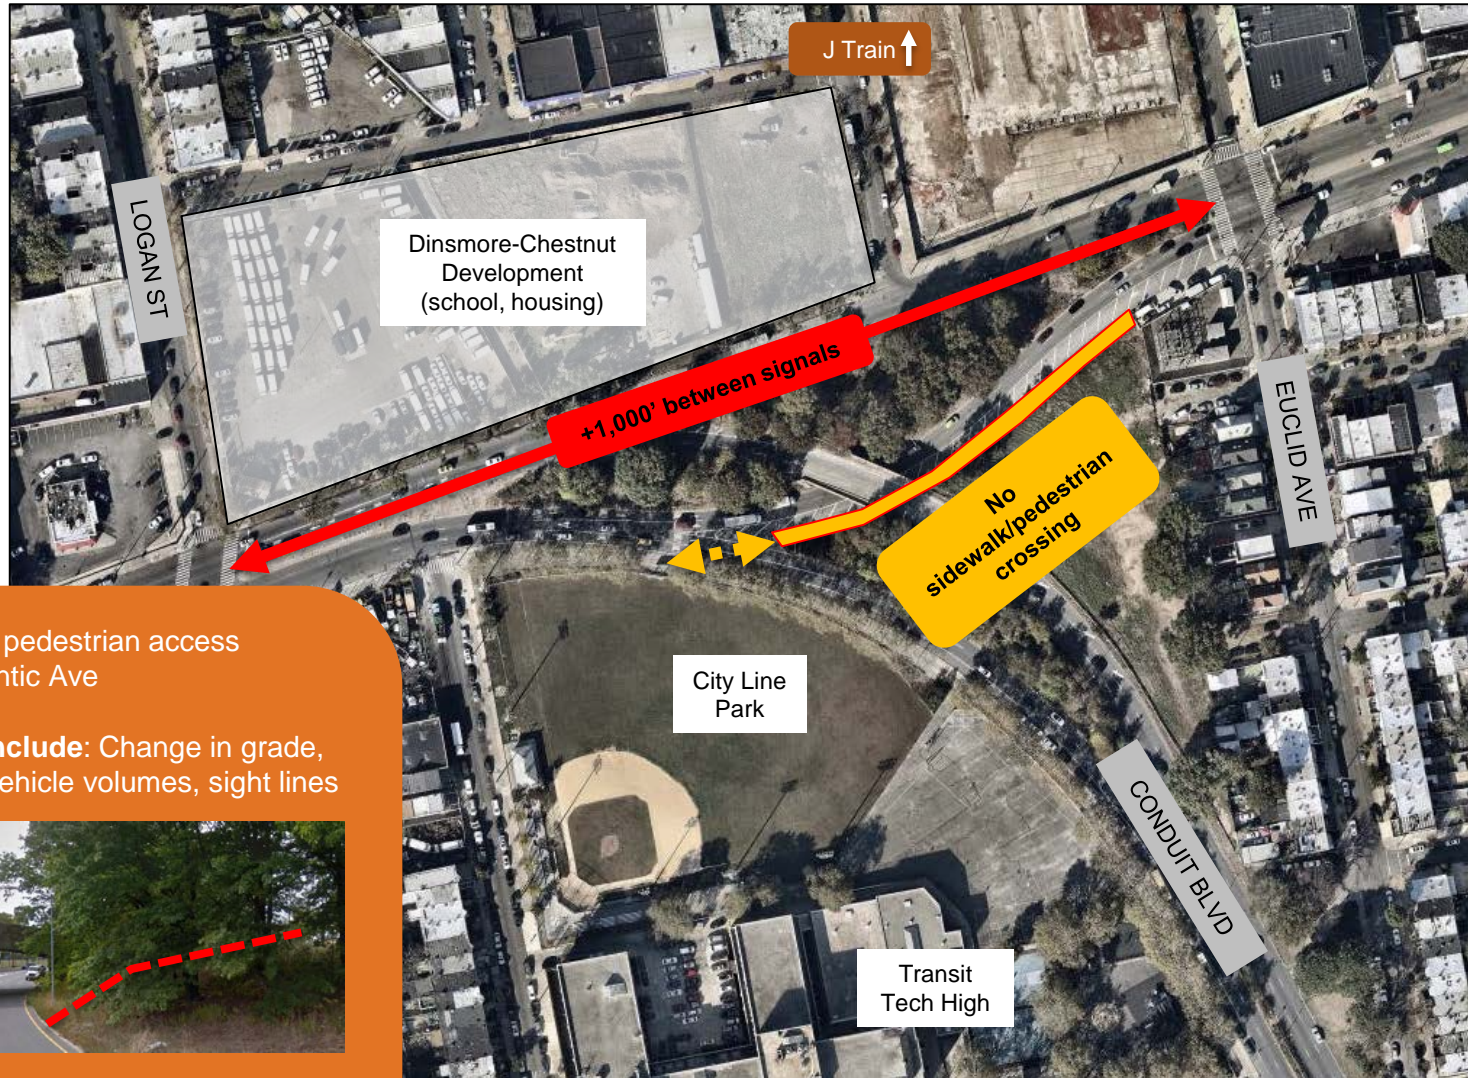 J Train
LOGAN ST
Dinsmore-Chestnut
Development
(school, housing)
+1,000’ between signals
EUCLID AVE
No
sidewalk/pedestrian
crossing
City Line
Park
pedestrian access
ntic Ave
nclude: Change in grade,
ehicle volumes, sight lines
CONDUIT BLVD
Transit
Tech High